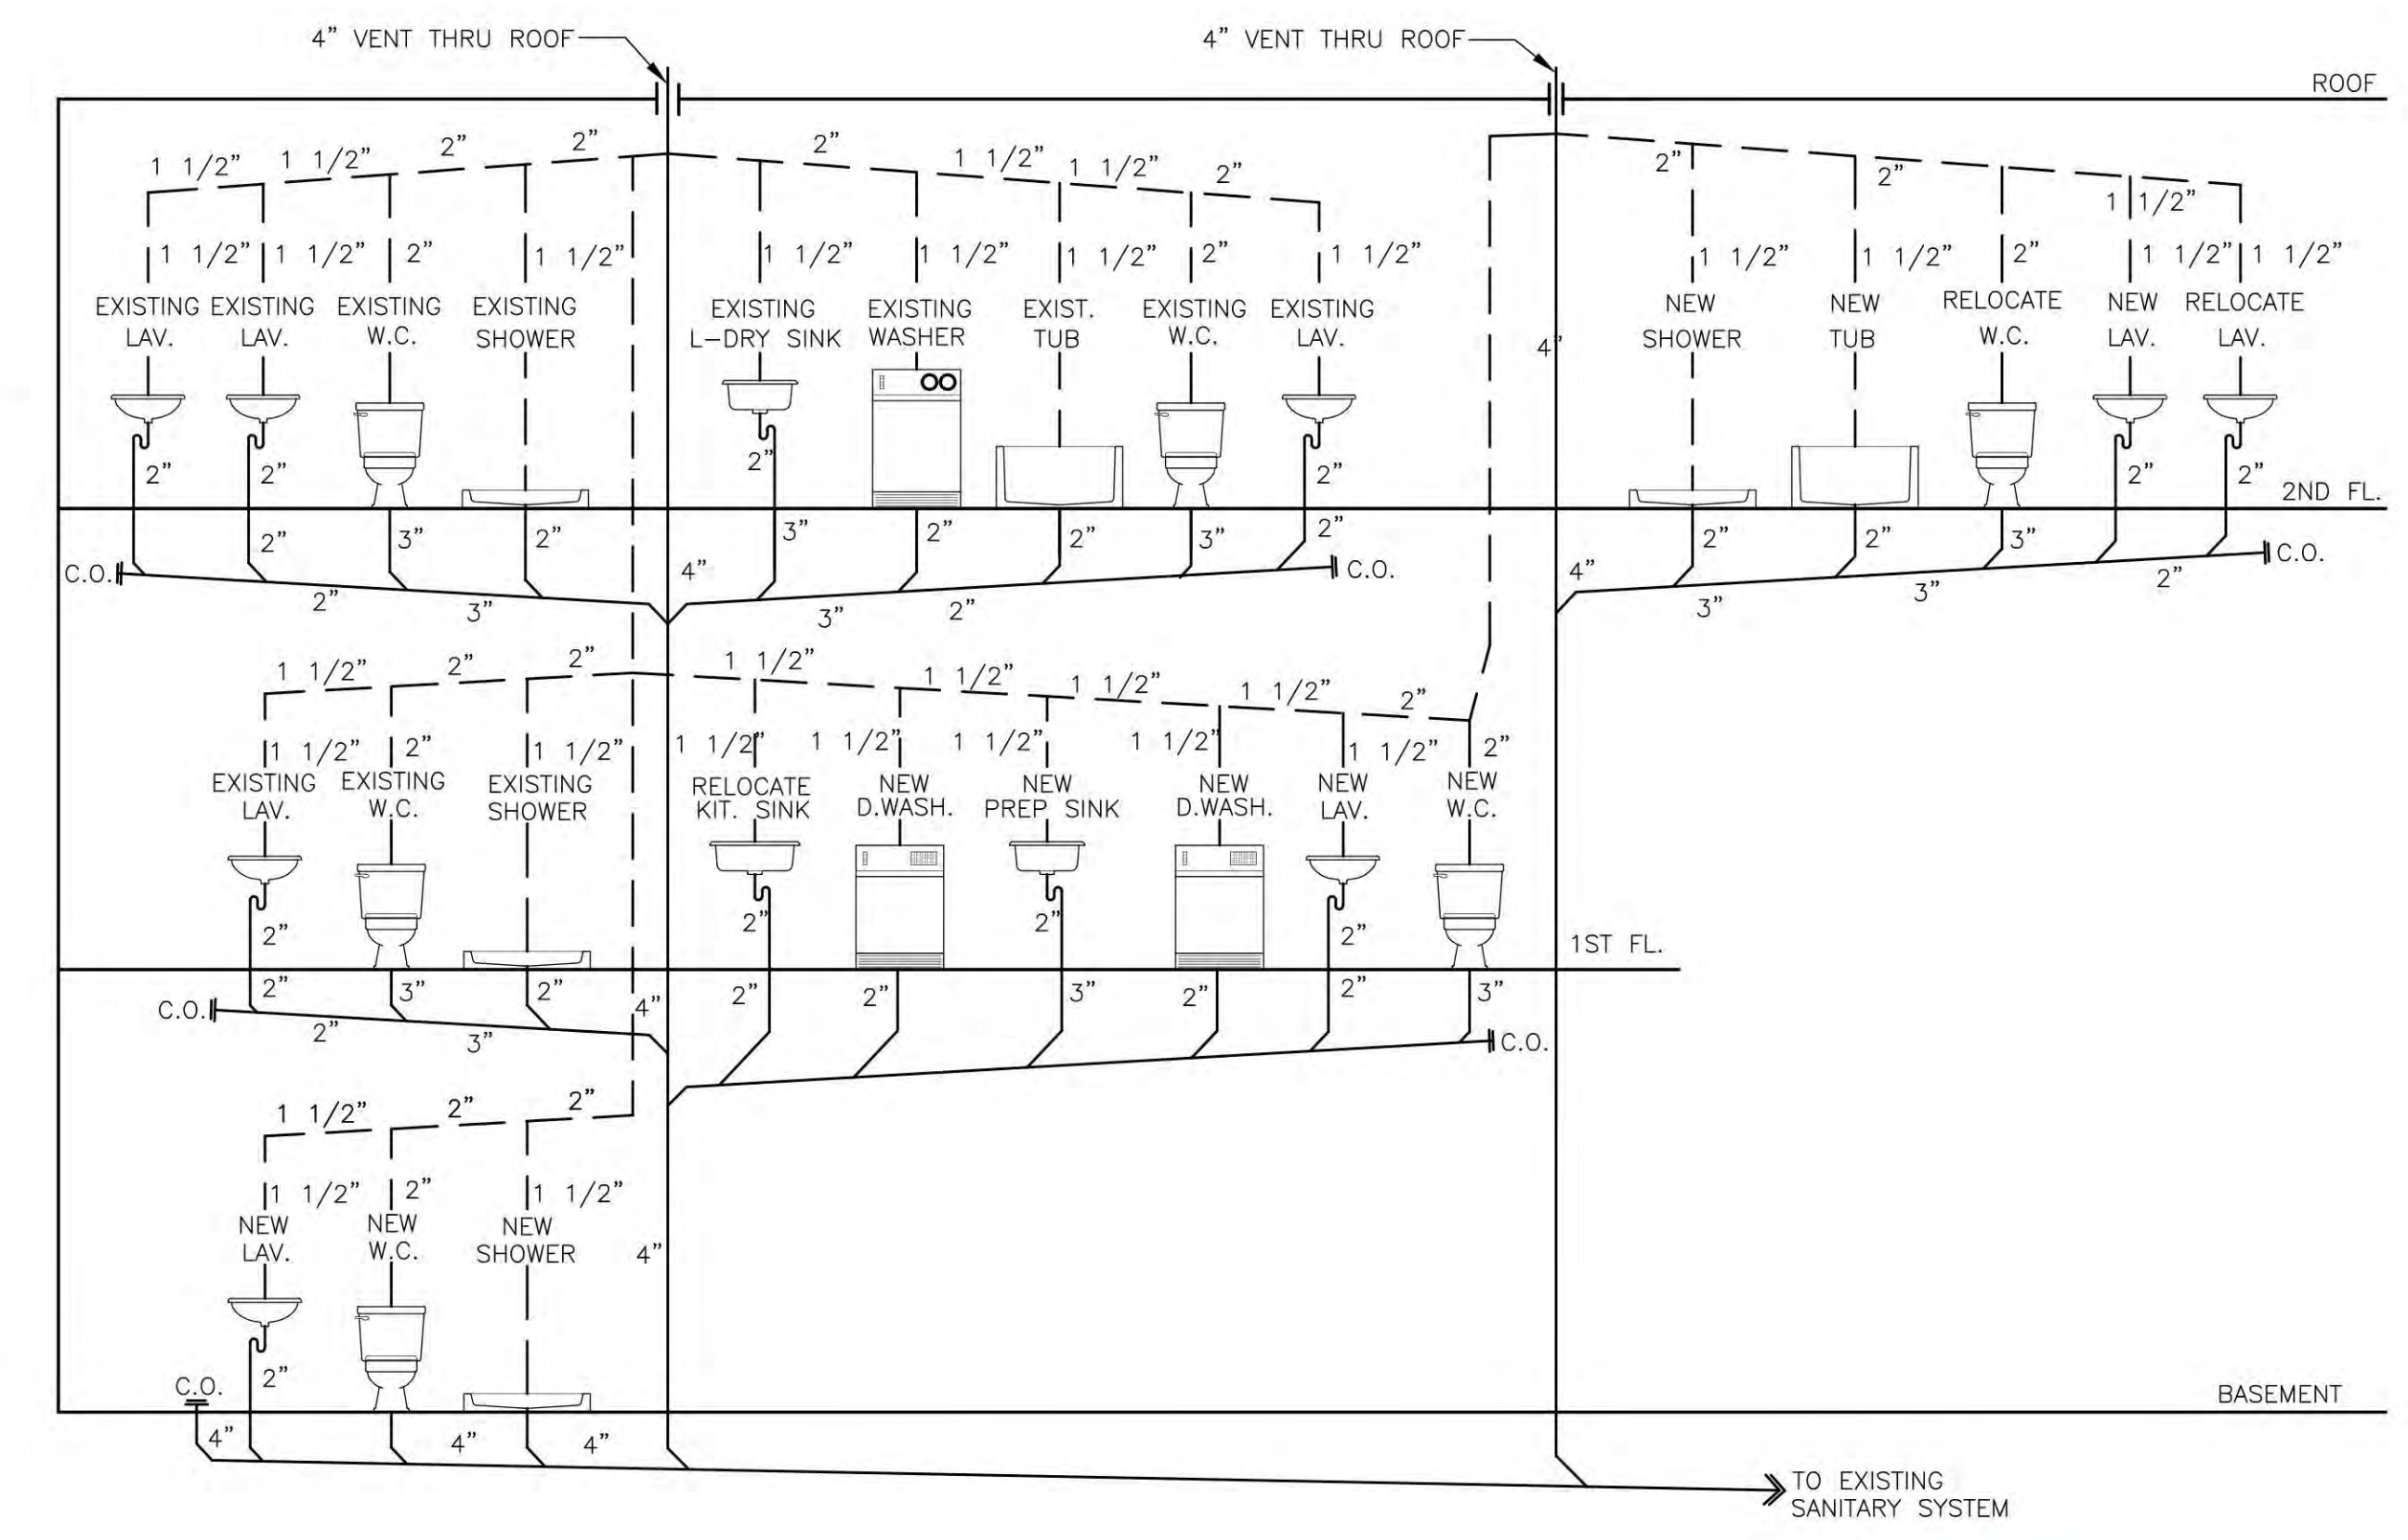 4” VENT THRU ROOF
4” VENT THRU ROOF
ROOF
1 1/2” 1 1/2” 2” 2” 2” 1 1/2” 1 1/2” 2” 2” 2” 1 1/2”
1 1/2” 1 1/2” 2” 1 1/2” 1 1/2” 1 1/2” 1 1/2” 2” 1 1/2” 1 1/2” 1 1/2” 2” 1 1/2” 1 1/2”
EXISTING LAV.
EXISTING LAV.
EXISTING W.C.
EXISTING SHOWER
EXISTING L-DRY SINK
EXISTING WASHER
EXIST. TUB
EXISTING W.C.
EXISTING LAV.
4”
NEW SHOWER
NEW TUB
RELOCATE W.C.
NEW LAV.
RELOCATE LAV.
2” 2” 2” 2” 2” 2”
2ND FL.
2” 3” 2” 3” 2” 2” 3” 2” 2” 2” 3”
C.O. 4” C.O. 4” C.O.
2” 3” 3” 2” 3” 3” 2”
1 1/2” 2” 2” 1 1/2” 1 1/2” 1 1/2” 1 1/2” 2”
1 1/2” 2” 1 1/2” 1 1/2” 1 1/2” 1 1/2” 1 1/2” 1 1/2” 2”
EXISTING LAV.
EXISTING W.C.
EXISTING SHOWER
RELOCATE KIT. SINK
NEW D.WASH.
NEW PREP SINK
NEW D.WASH.
NEW LAV.
NEW W.C.
2” 2” 2” 2”
1ST FL.
2” 3” 2” 4” 2” 2” 3” 2” 2” 3”
C.O. C.O.
2” 3”
1 1/2” 2” 2”
1 1/2” 2” 1 1/2”
NEW LAV.
NEW W.C.
NEW SHOWER
4”
2”
C.O.
BASEMENT
4” 4” 4”
TO EXISTING
SANITARY SYSTEM